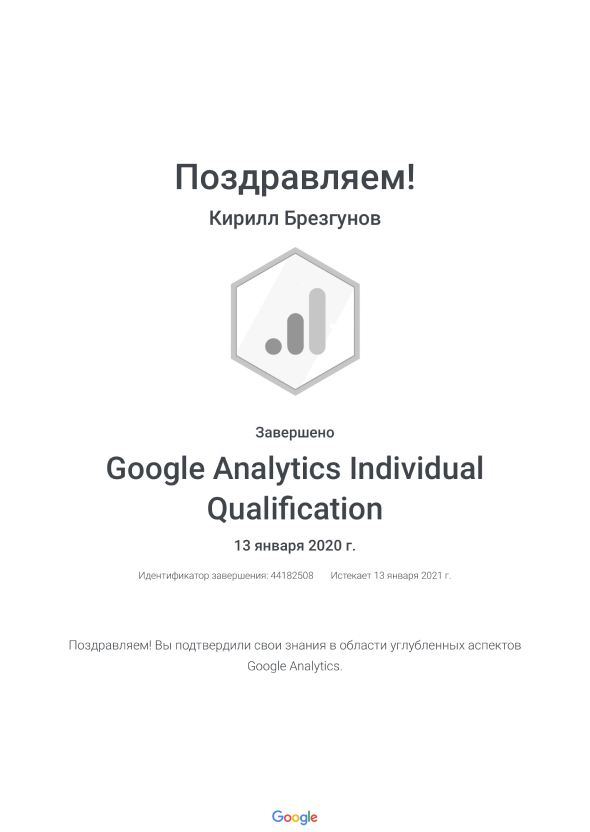 Поздравляем!
Кирилл Брезгунов
Завершено
Google Analytics Individual
Qualification
13 января 2020 г.
Идентификатор завершения: 44182508 Истекает 13 января 2021 г.
Поздравляем! Вы подтвердили свои знания в области углубленных аспектов
Google Analytics.
Google